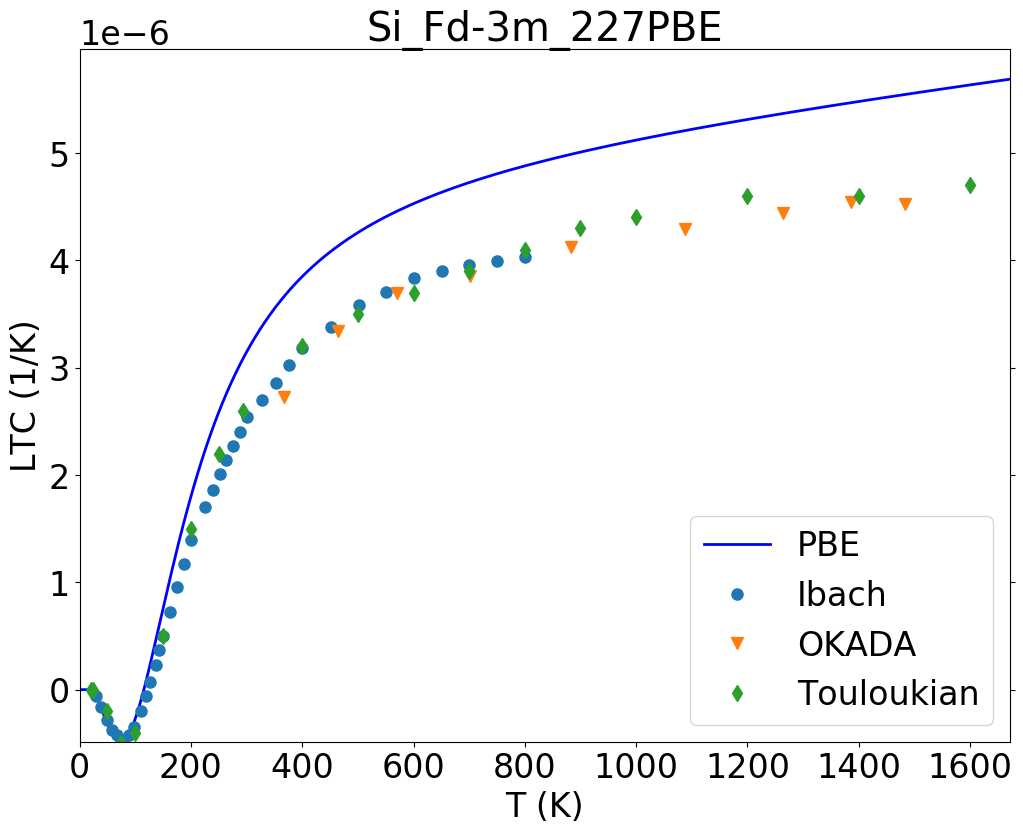 Si_Fd-3m_227PBE
1e−6
5
4
3
2
1
0
LTC (1/K)
PBE
Ibach
OKADA
Touloukian
0 200 400 600 800 1000 1200 1400 1600
T (K)